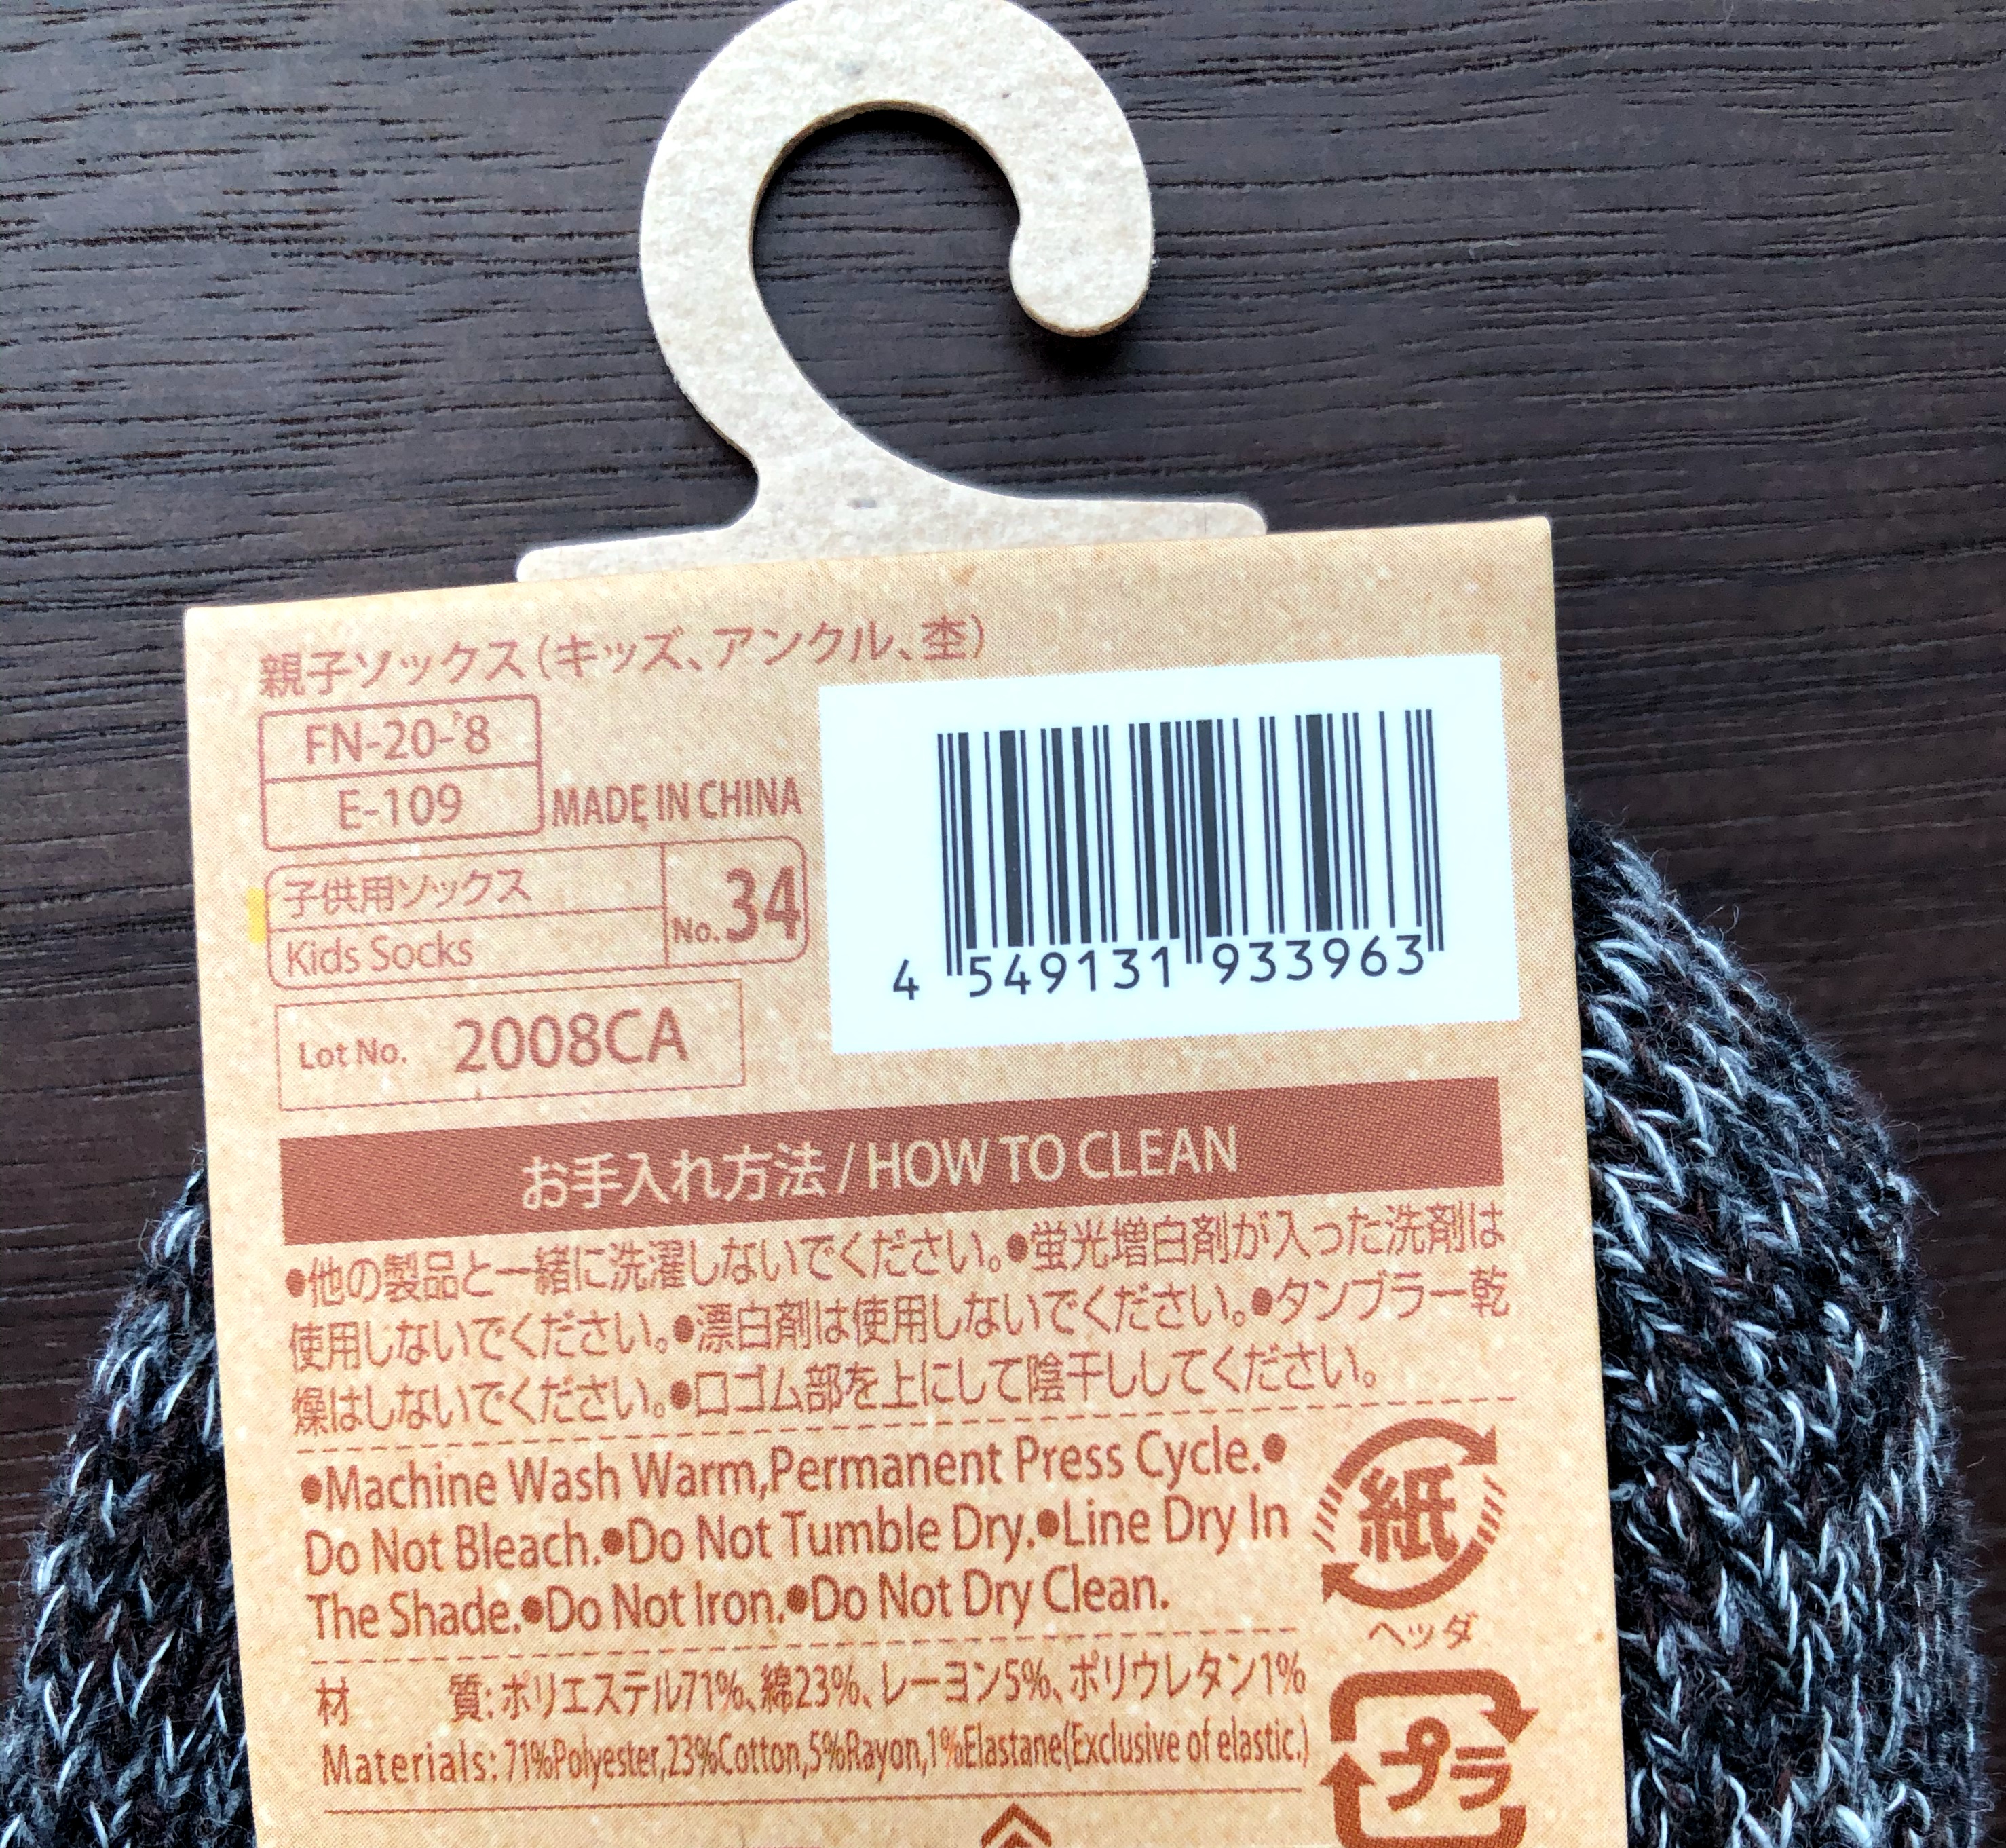 親子ソックス(キッズ、アンクル、杢)
FN-20-'8
E-109
MADE IN CHINA
子供用ソックス
Kids Socks
No.34
Lot No. 2008CA
4 549131 933963
お手入れ方法 / HOW TO CLEAN
●他の製品と一緒に洗濯しないでください。●蛍光増白剤が入った洗剤は
使用しないでください。●漂白剤は使用しないでください。●タンブラー乾
燥はしないでください。●口ゴム部を上にして陰干ししてください。
●Machine Wash Warm,Permanent Press Cycle.●
Do Not Bleach.●Do Not Tumble Dry.●Line Dry In
The Shade.●Do Not Iron.●Do Not Dry Clean.
紙
ヘッダ
材 質:ポリエステル71%、綿23%、レーヨン5%、ポリウレタン1%
Materials: 71%Polyester,23%Cotton,5%Rayon,1%Elastane(Exclusive of elastic.)
プラ